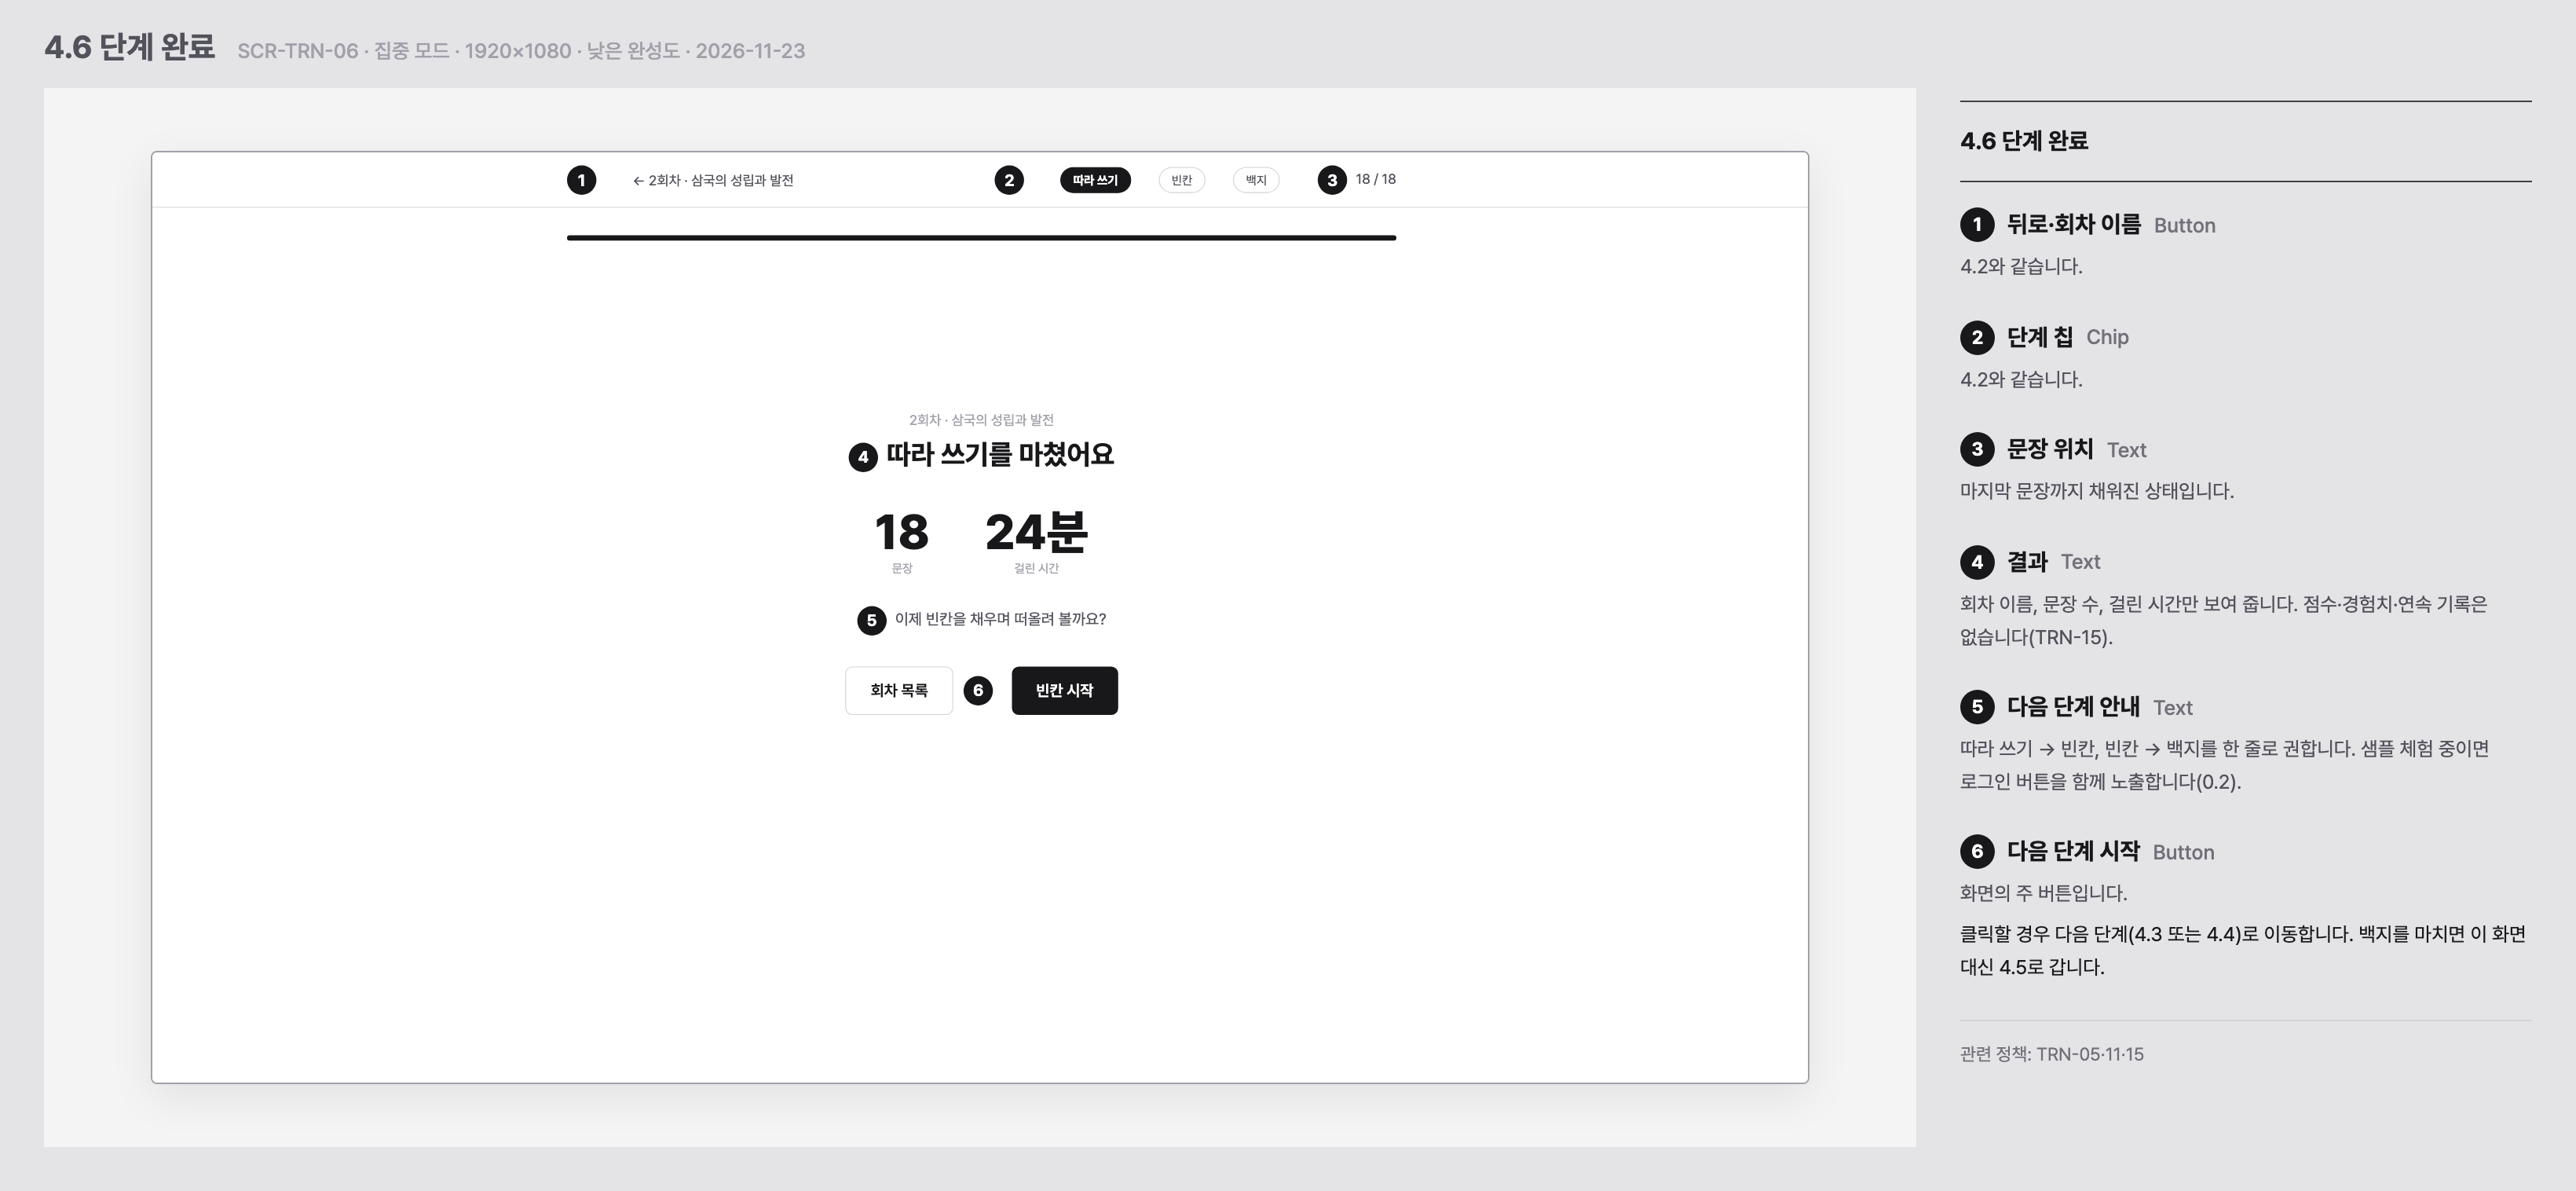 4.6 단계 완료 SCR-TRN-06 · 집중 모드 · 1920×1080 · 낮은 완성도 · 2026-11-23
1 ← 2회차 · 삼국의 성립과 발전 2 따라 쓰기 빈칸 백지 3 18 / 18
2회차 · 삼국의 성립과 발전
4 따라 쓰기를 마쳤어요
18 24분
문장 걸린 시간
5 이제 빈칸을 채우며 떠올려 볼까요?
회차 목록 6 빈칸 시작
4.6 단계 완료
1 뒤로·회차 이름 Button
4.2와 같습니다.
2 단계 칩 Chip
4.2와 같습니다.
3 문장 위치 Text
마지막 문장까지 채워진 상태입니다.
4 결과 Text
회차 이름, 문장 수, 걸린 시간만 보여 줍니다. 점수·경험치·연속 기록은
없습니다(TRN-15).
5 다음 단계 안내 Text
따라 쓰기 → 빈칸, 빈칸 → 백지를 한 줄로 권합니다. 샘플 체험 중이면
로그인 버튼을 함께 노출합니다(0.2).
6 다음 단계 시작 Button
화면의 주 버튼입니다.
클릭할 경우 다음 단계(4.3 또는 4.4)로 이동합니다. 백지를 마치면 이 화면
대신 4.5로 갑니다.
관련 정책: TRN-05·11·15